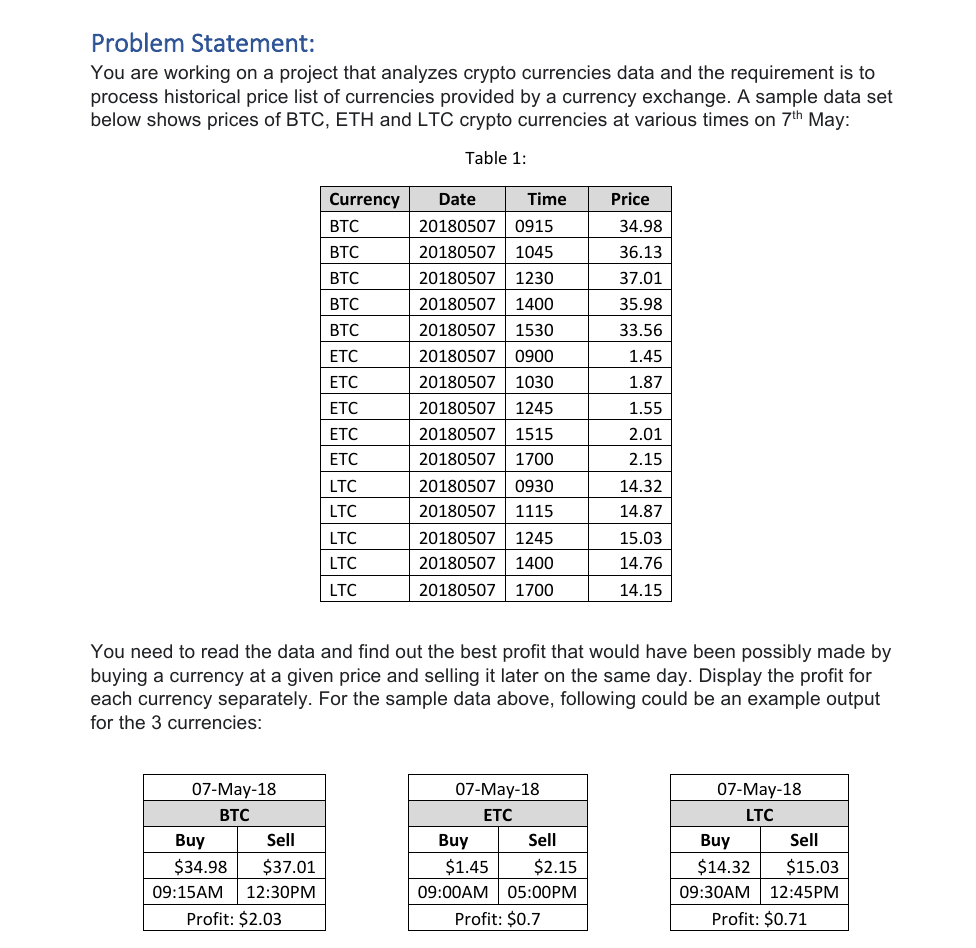 Problem Statement:
You are working on a project that analyzes crypto currencies data and the requirement is to
process historical price list of currencies provided by a currency exchange. A sample data set
below shows prices of BTC, ETH and LTC crypto currencies at various times on 7th May:
Table 1:
Currency Date Time Price
BTC 20180507 0915 34.98
BTC 20180507 1045 36.13
BTC 20180507 1230 37.01
BTC 20180507 1400 35.98
BTC 20180507 1530 33.56
ETC 20180507 0900 1.45
ETC 20180507 1030 1.87
ETC 20180507 1245 1.55
ETC 20180507 1515 2.01
ETC 20180507 1700 2.15
LTC 20180507 0930 14.32
LTC 20180507 1115 14.87
LTC 20180507 1245 15.03
LTC 20180507 1400 14.76
LTC 20180507 1700 14.15
You need to read the data and find out the best profit that would have been possibly made by
buying a currency at a given price and selling it later on the same day. Display the profit for
each currency separately. For the sample data above, following could be an example output
for the 3 currencies:
07-May-18
BTC
Buy Sell
$34.98 $37.01
09:15AM 12:30PM
Profit: $2.03
07-May-18
ETC
Buy Sell
$1.45 $2.15
09:00AM 05:00PM
Profit: $0.7
07-May-18
LTC
Buy Sell
$14.32 $15.03
09:30AM 12:45PM
Profit: $0.71